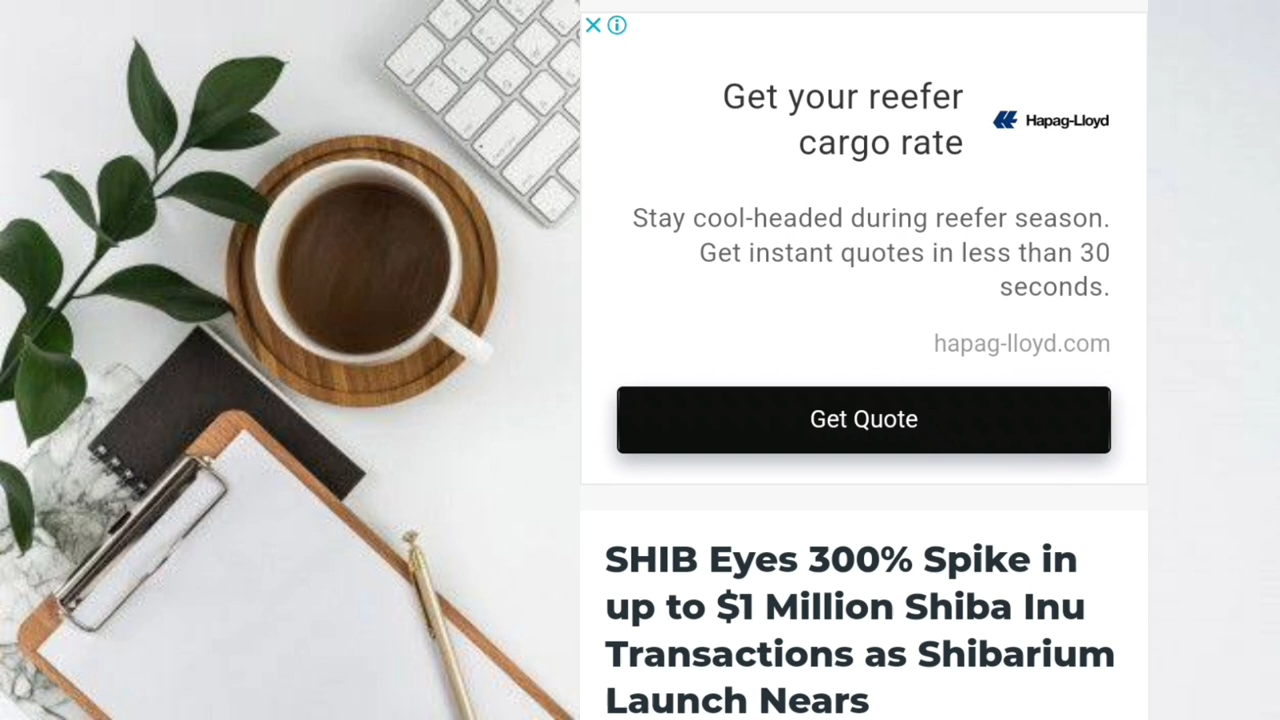 Get your reefer
cargo rate
Hapag-Lloyd
Stay cool-headed during reefer season.
Get instant quotes in less than 30
seconds.
hapag-lloyd.com
Get Quote
SHIB Eyes 300% Spike in
up to $1 Million Shiba Inu
Transactions as Shibarium
Launch Nears